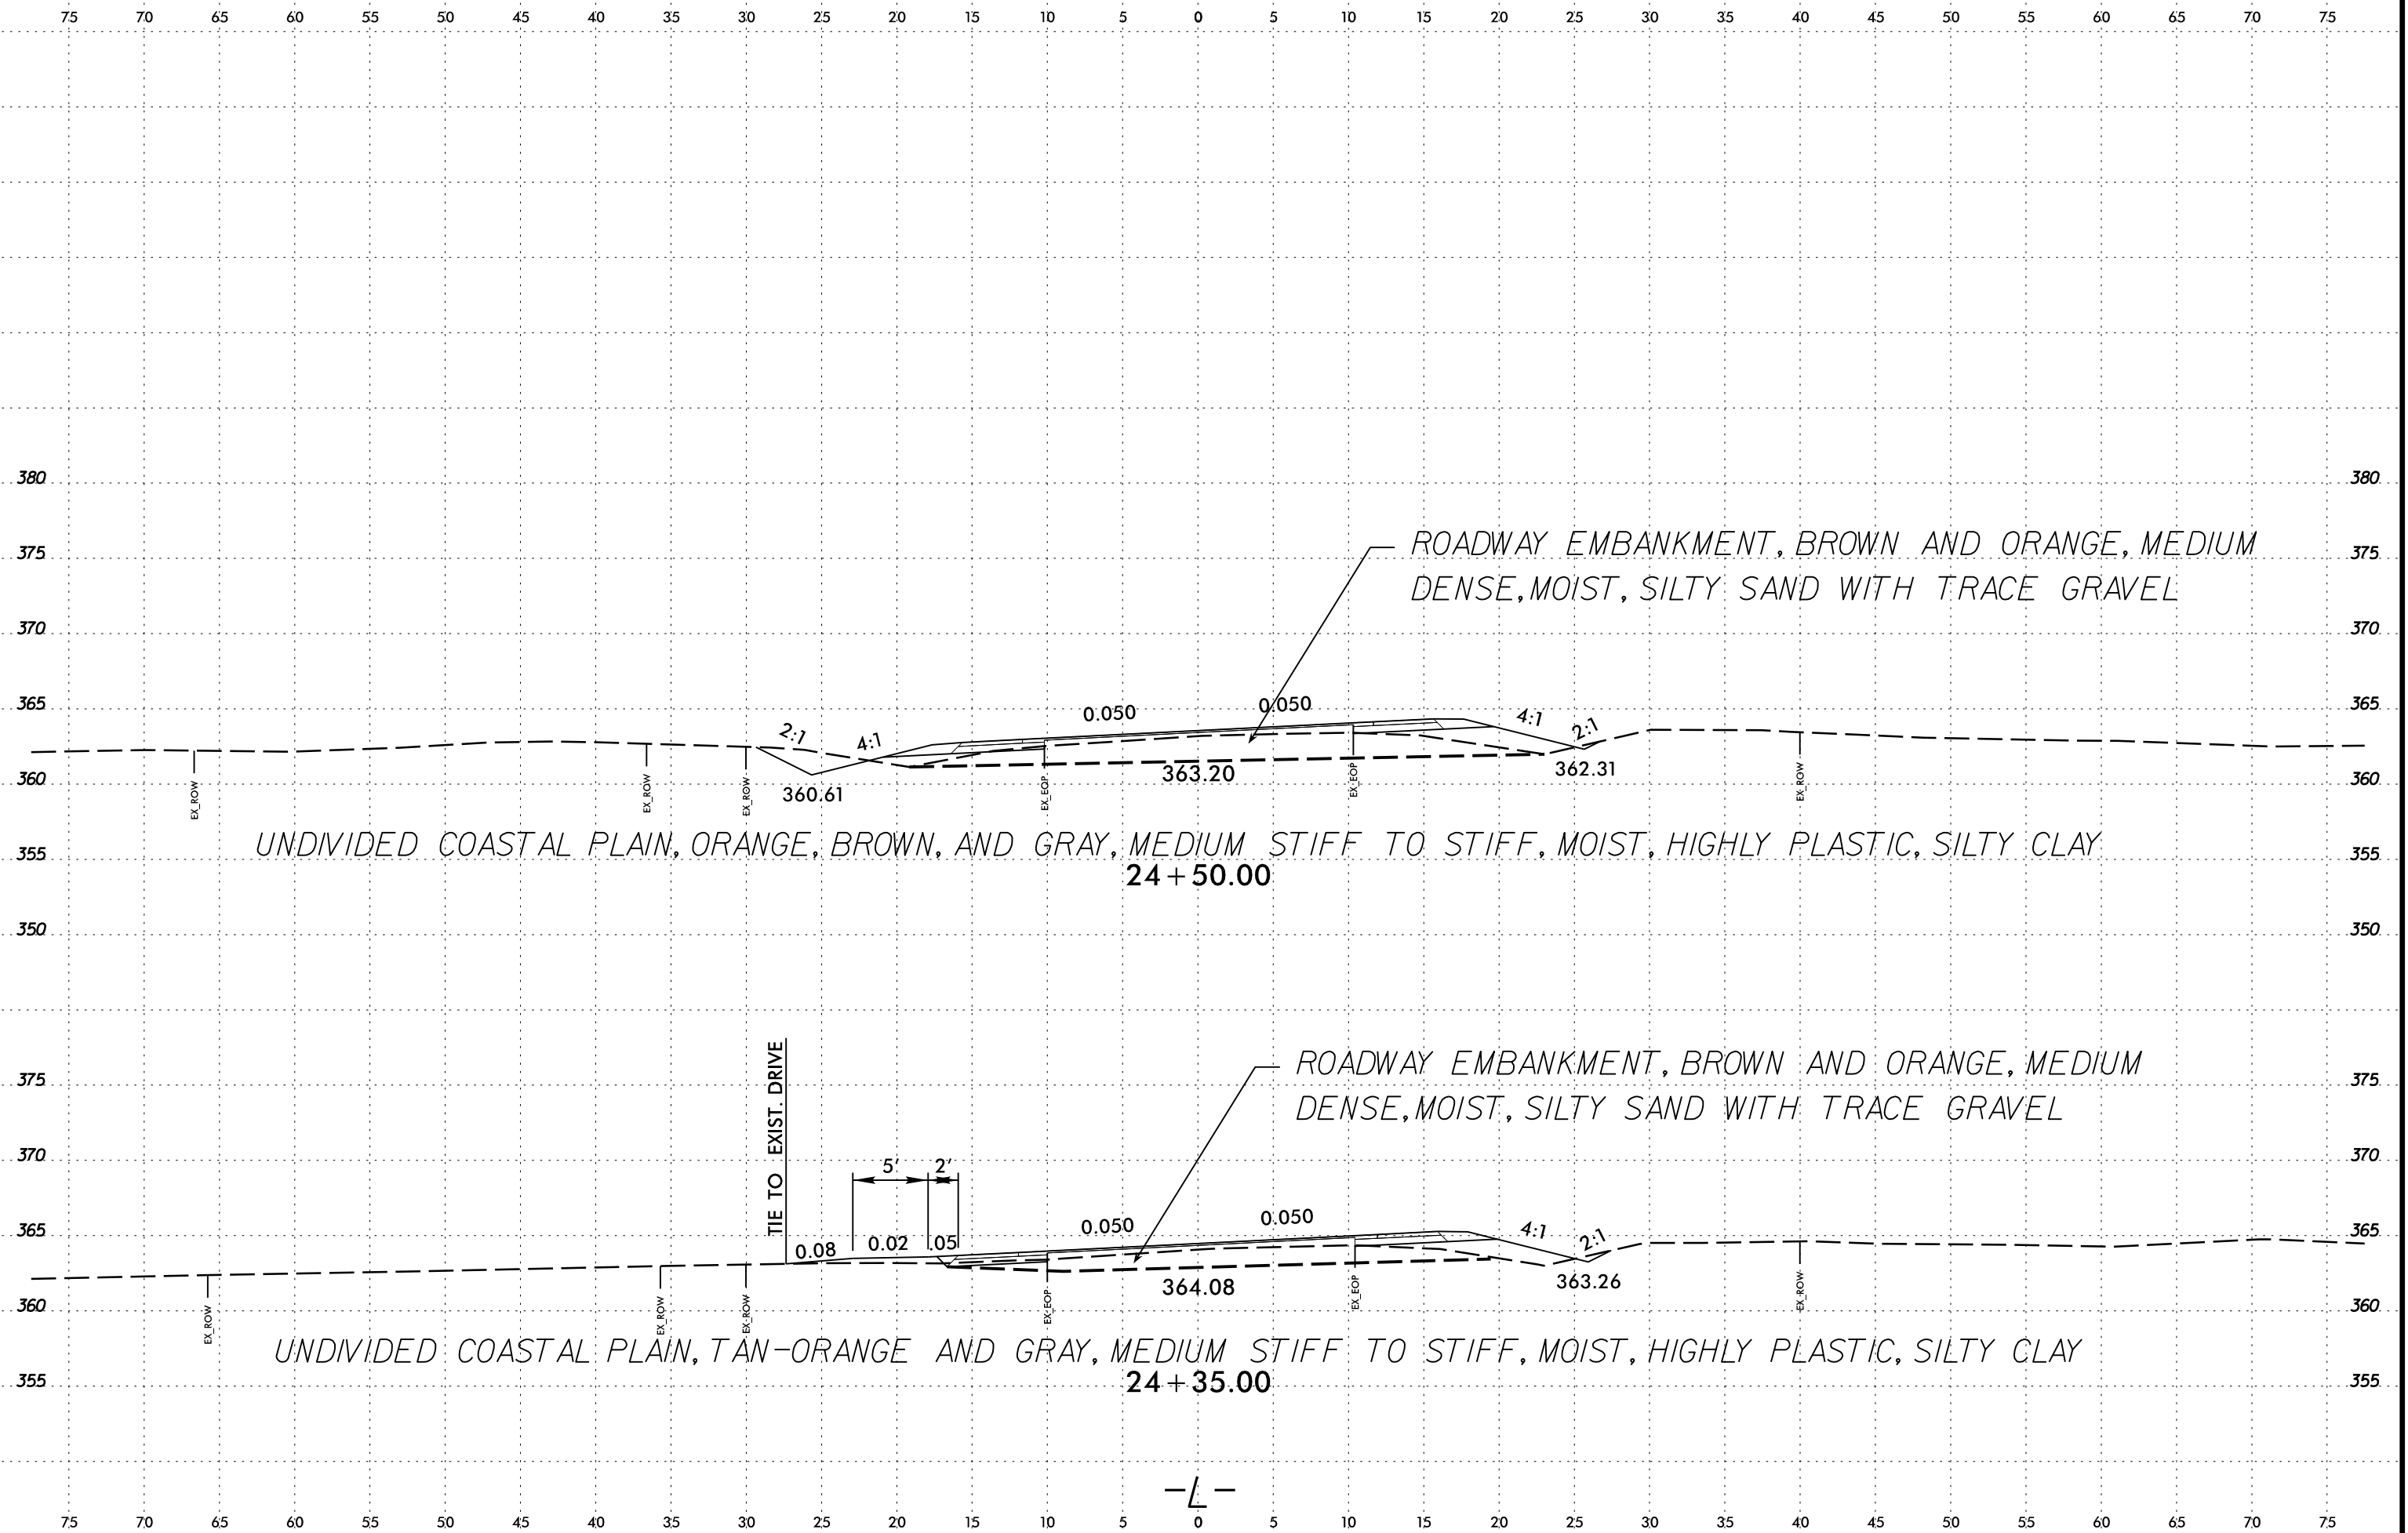 75 70 65 60 55 50 45 40 35 30 25 20 15 10 5 0 5 10 15 20 25 30 35 40 45 50 55 60 65 70 75
380 380
ROADWAY EMBANKMENT, BROWN AND ORANGE, MEDIUM
375 375
DENSE, MOIST, SILTY SAND WITH TRACE GRAVEL
370 370
365 0.050 0.050 365
2:1 4:1 4:1 2:1
360 360.61 363.20 362.31 360
EX_ROW EX_ROW EX_ROW EX_EOP EX_EOP EX_ROW
UNDIVIDED COASTAL PLAIN, ORANGE, BROWN, AND GRAY, MEDIUM STIFF TO STIFF, MOIST, HIGHLY PLASTIC, SILTY CLAY
355 355
24+50.00
350 350
TIE TO EXIST. DRIVE
ROADWAY EMBANKMENT, BROWN AND ORANGE, MEDIUM
375 375
DENSE, MOIST, SILTY SAND WITH TRACE GRAVEL
370 5' 2' 370
365 0.050 0.050 4:1 2:1 365
0.08 0.02 .05
364.08 363.26
360 360
EX_ROW EX_ROW EX_ROW EX_EOP EX_EOP EX_ROW
UNDIVIDED COASTAL PLAIN, TAN-ORANGE AND GRAY, MEDIUM STIFF TO STIFF, MOIST, HIGHLY PLASTIC, SILTY CLAY
355 355
24+35.00
-L-
75 70 65 60 55 50 45 40 35 30 25 20 15 10 5 0 5 10 15 20 25 30 35 40 45 50 55 60 65 70 75